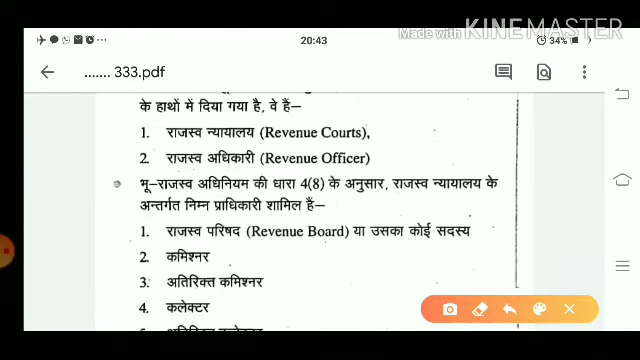 Made with KINEMASTER
20:43
34%
....... 333.pdf
के हाथों में दिया गया है, वे हैं—
1. राजस्व न्यायालय (Revenue Courts),
2. राजस्व अधिकारी (Revenue Officer)
भू-राजस्व अधिनियम की धारा 4(8) के अनुसार, राजस्व न्यायालय के
अन्तर्गत निम्न प्राधिकारी शामिल हैं—
1. राजस्व परिषद (Revenue Board) या उसका कोई सदस्य
2. कमिश्नर
3. अतिरिक्त कमिश्नर
4. कलेक्टर